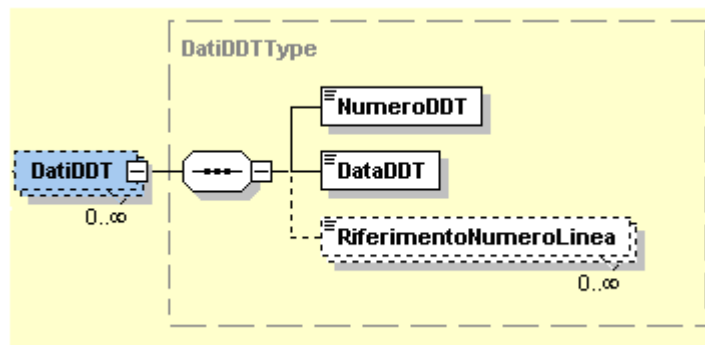 DatiDDTType
NumeroDDT
DatiDDT
DataDDT
0..∞
RiferimentoNumeroLinea
0..∞